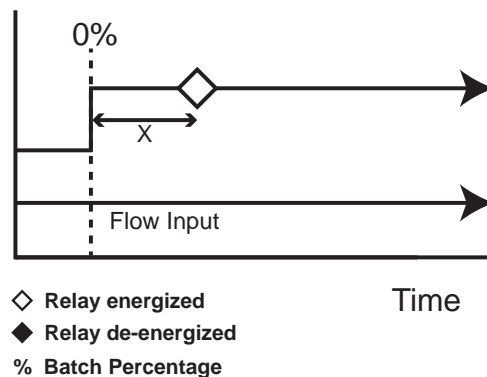 0%
X
Flow Input
Time
◇ Relay energized
◆ Relay de-energized
% Batch Percentage